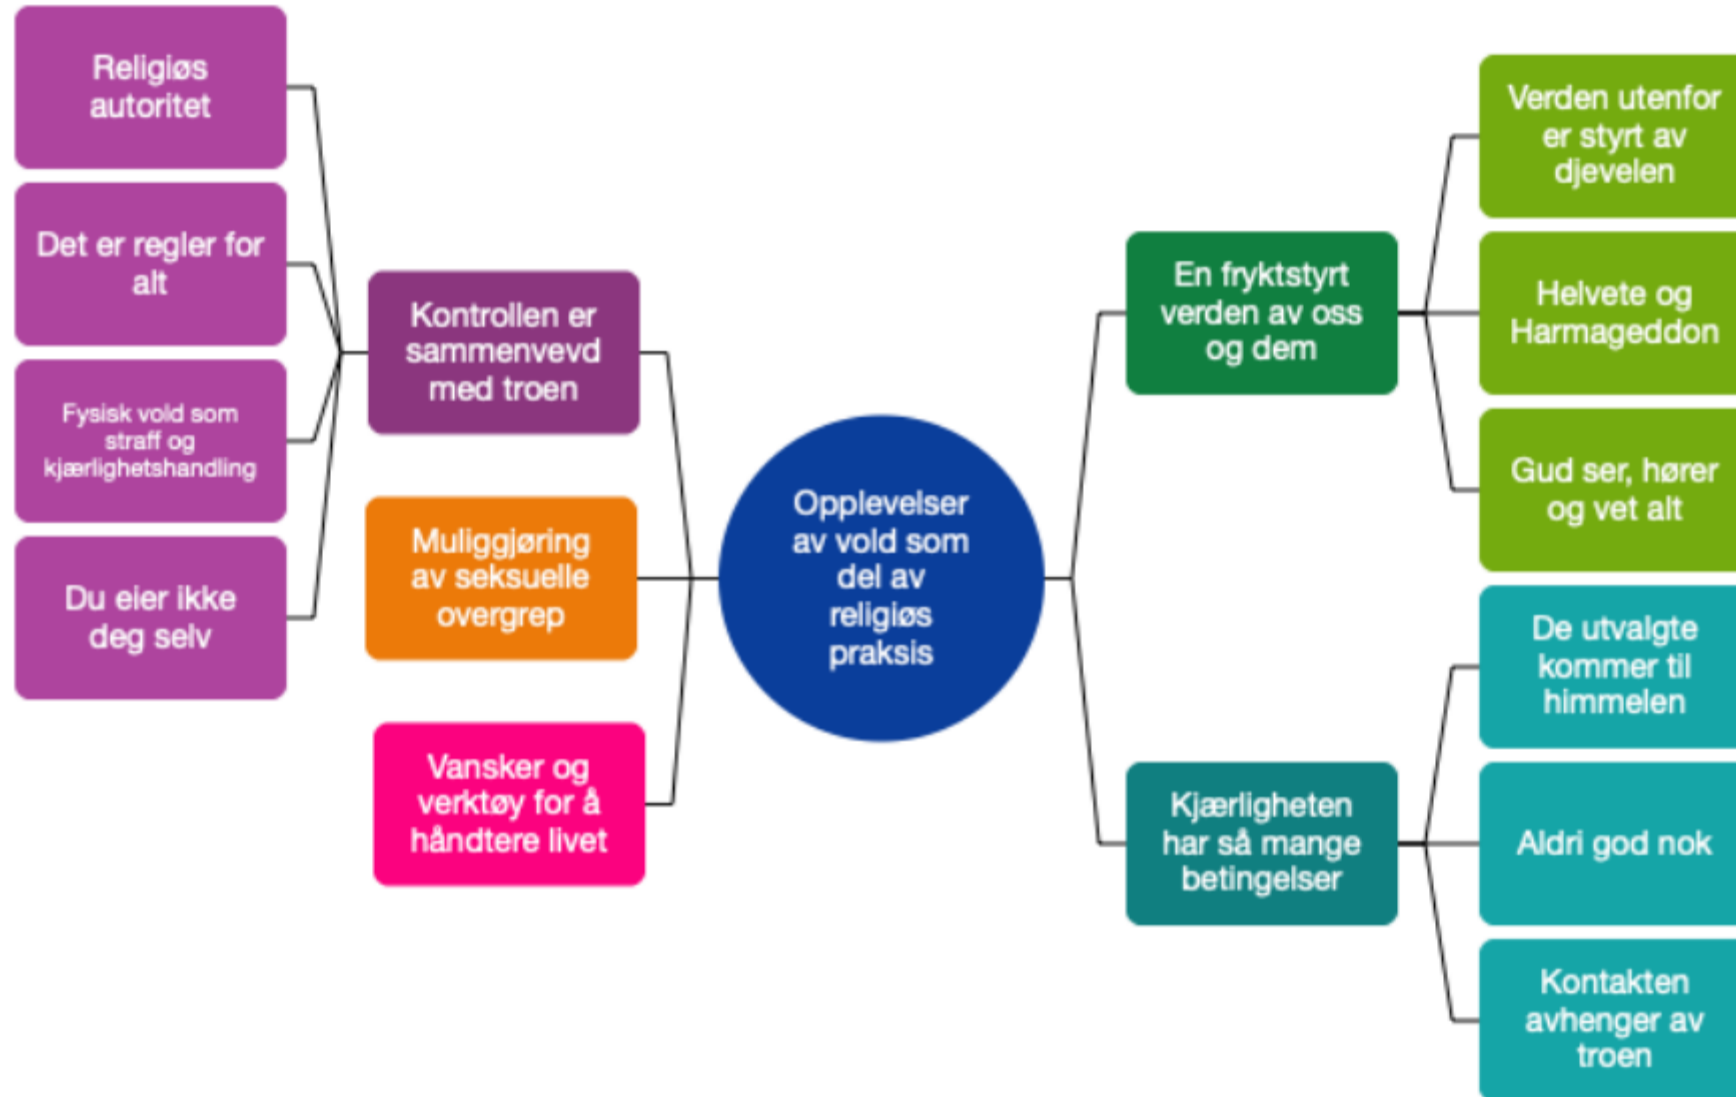 Religiøs
autoritet
Det er regler for
alt
Fysisk vold som
straff og
kjærlighetshandling
Du eier ikke
deg selv
Kontrollen er
sammenvevd
med troen
Muliggjøring
av seksuelle
overgrep
Vansker og
verktøy for å
håndtere livet
Opplevelser
av vold som
del av
religiøs
praksis
En fryktstyrt
verden av oss
og dem
Kjærligheten
har så mange
betingelser
Verden utenfor
er styrt av
djevelen
Helvete og
Harmageddon
Gud ser, hører
og vet alt
De utvalgte
kommer til
himmelen
Aldri god nok
Kontakten
avhenger av
troen